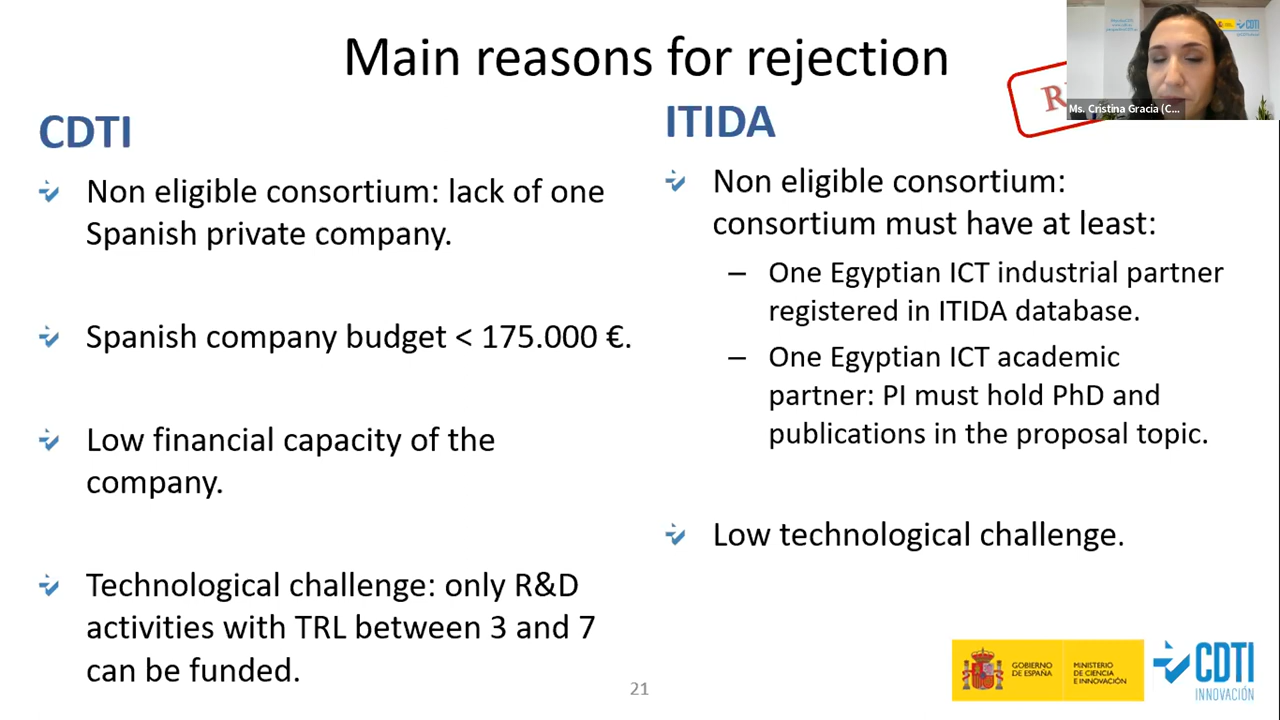 Main reasons for rejection
CDTI
Non eligible consortium: lack of one
Spanish private company.
Spanish company budget < 175.000 €.
Low financial capacity of the
company.
Technological challenge: only R&D
activities with TRL between 3 and 7
can be funded.
ITIDA
Non eligible consortium:
consortium must have at least:
– One Egyptian ICT industrial partner
registered in ITIDA database.
– One Egyptian ICT academic
partner: PI must hold PhD and
publications in the proposal topic.
Low technological challenge.
Ms. Cristina Gracia (C...
CDTI
21
GOBIERNO
DE ESPAÑA
MINISTERIO
DE CIENCIA
E INNOVACIÓN
CDTI
INNOVACIÓN